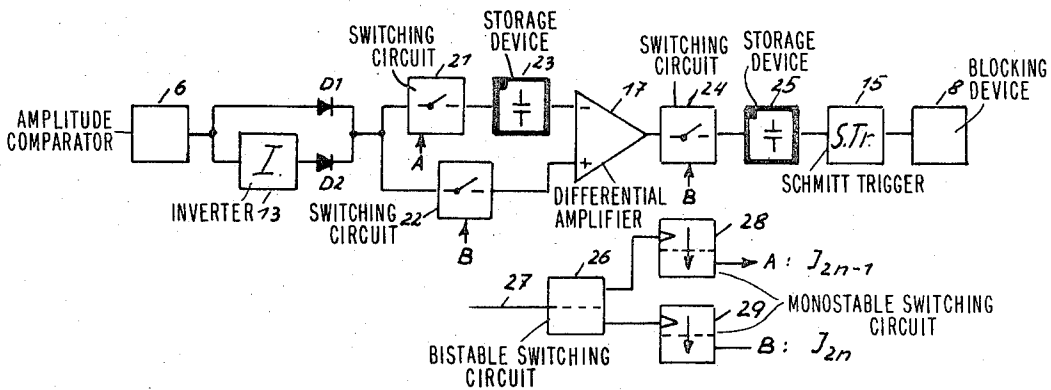 STORAGE
DEVICE
SWITCHING
CIRCUIT
21
23
SWITCHING
CIRCUIT
24
STORAGE
DEVICE
25
6
D1
17
15
8
BLOCKING
DEVICE
AMPLITUDE
COMPARATOR
A
−
+
S.Tr.
I.
D2
INVERTER 13
SWITCHING
CIRCUIT
22
B
DIFFERENTIAL
AMPLIFIER
B
SCHMITT TRIGGER
26
28
27
A: J2n-1
29
MONOSTABLE SWITCHING
CIRCUIT
BISTABLE SWITCHING
CIRCUIT
B: J2n